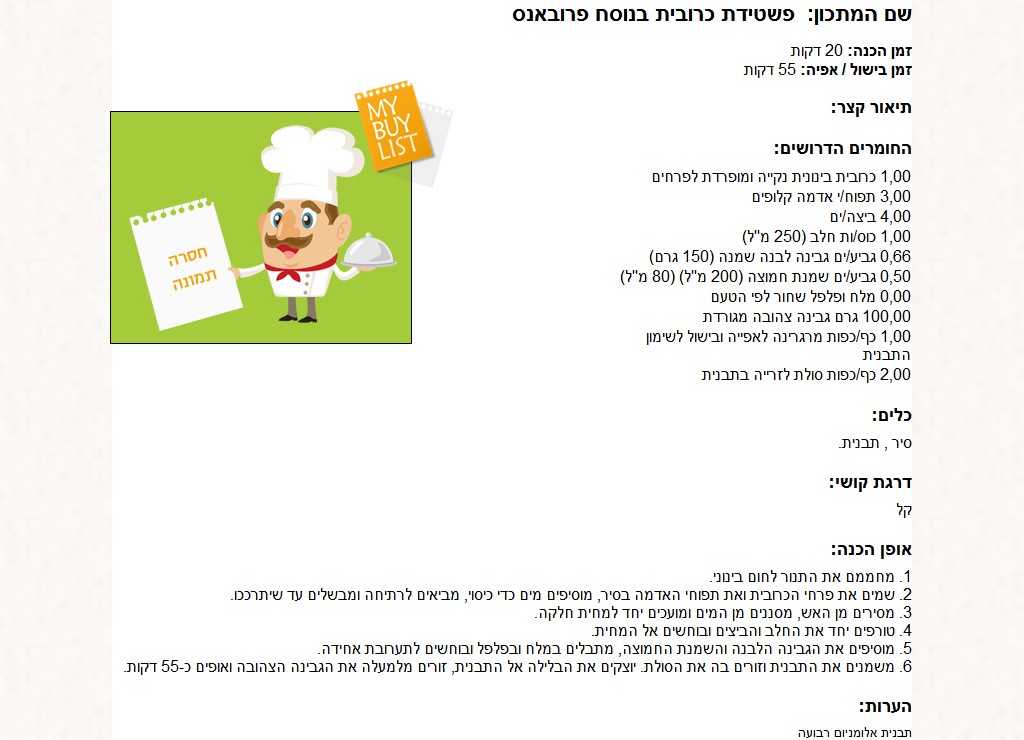 שם המתכון:  פשטידת כרובית בנוסח פרובאנס
זמן הכנה: 20 דקות
זמן בישול / אפיה: 55 דקות
תיאור קצר:
החומרים הדרושים:
1,00 כרובית בינונית נקייה ומופרדת לפרחים
3,00 תפוח/י אדמה קלופים
4,00 ביצה/ים
1,00 כוס/ות חלב (250 מ"ל)
0,66 גביע/ים גבינה לבנה שמנה (150 גרם)
0,50 גביע/ים שמנת חמוצה (200 מ"ל) (80 מ"ל)
0,00 מלח ופלפל שחור לפי הטעם
100,00 גרם גבינה צהובה מגורדת
1,00 כף/כפות מרגרינה לאפייה ובישול לשימון
התבנית
2,00 כף/כפות סולת לזרייה בתבנית
MY
BUY
LIST
חסרה
תמונה
כלים:
סיר , תבנית.
דרגת קושי:
קל
אופן הכנה:
1. מחממים את התנור לחום בינוני.
2. שמים את פרחי הכרובית ואת תפוחי האדמה בסיר, מוסיפים מים כדי כיסוי, מביאים לרתיחה ומבשלים עד שיתרככו.
3. מסירים מן האש, מסננים מן המים ומועכים יחד למחית חלקה.
4. טורפים יחד את החלב והביצים ובוחשים אל המחית.
5. מוסיפים את הגבינה הלבנה והשמנת החמוצה, מתבלים במלח ובפלפל ובוחשים לתערובת אחידה.
6. משמנים את התבנית וזורים בה את הסולת. יוצקים את הבלילה אל התבנית, זורים מלמעלה את הגבינה הצהובה ואופים כ-55 דקות.
הערות:
תבנית אלומניום רבועה